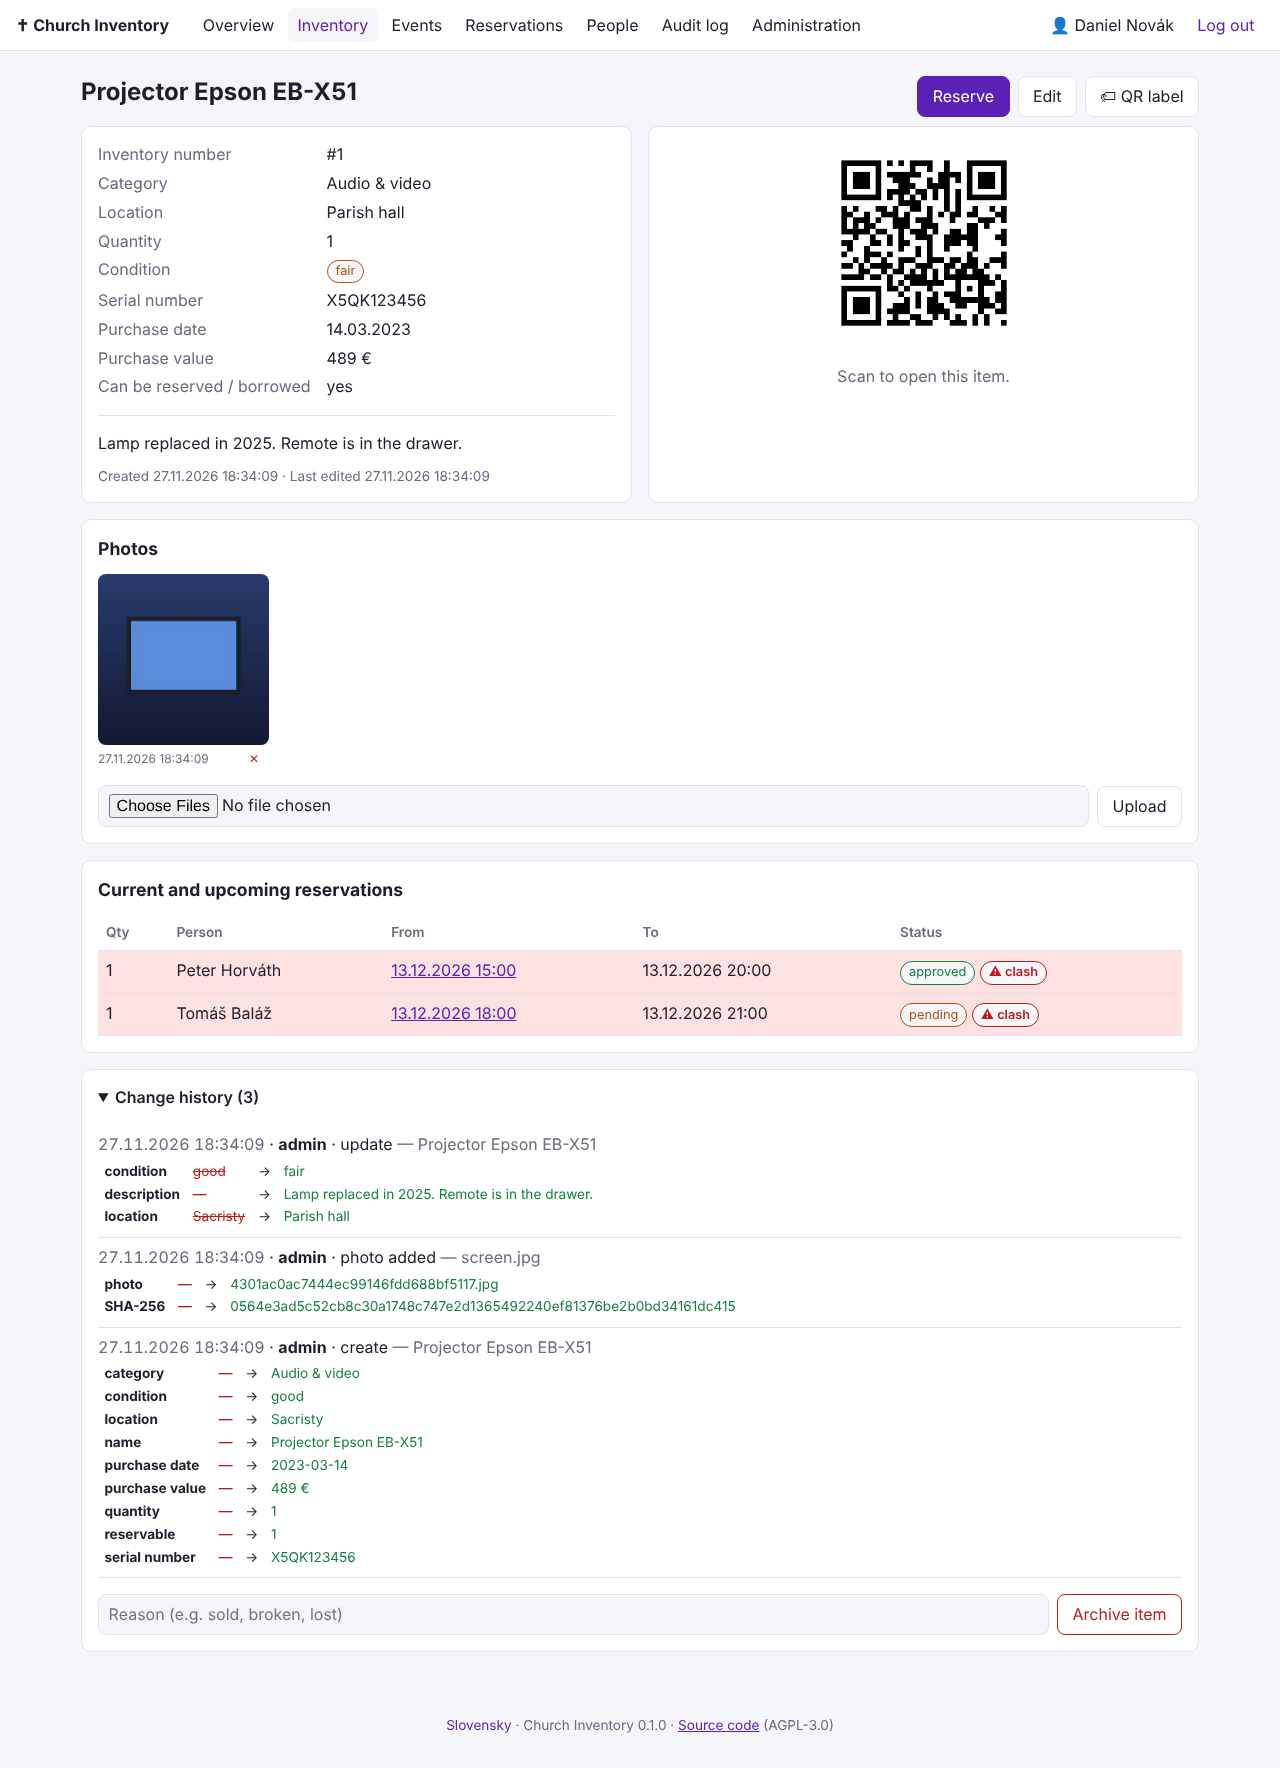 ✝ Church Inventory Overview Inventory Events Reservations People Audit log Administration 👤 Daniel Novák Log out
Projector Epson EB-X51
Reserve Edit 🏷 QR label
Inventory number #1
Category Audio & video
Location Parish hall
Quantity 1
Condition fair
Serial number X5QK123456
Purchase date 14.03.2023
Purchase value 489 €
Can be reserved / borrowed yes
Lamp replaced in 2025. Remote is in the drawer.
Created 27.11.2026 18:34:09 · Last edited 27.11.2026 18:34:09
Scan to open this item.
Photos
27.11.2026 18:34:09 ✕
Choose Files No file chosen Upload
Current and upcoming reservations
Qty Person From To Status
1 Peter Horváth 13.12.2026 15:00 13.12.2026 20:00 approved ⚠ clash
1 Tomáš Baláž 13.12.2026 18:00 13.12.2026 21:00 pending ⚠ clash
▼ Change history (3)
27.11.2026 18:34:09 · admin · update — Projector Epson EB-X51
condition good → fair
description — → Lamp replaced in 2025. Remote is in the drawer.
location Sacristy → Parish hall
27.11.2026 18:34:09 · admin · photo added — screen.jpg
photo — → 4301ac0ac7444ec99146fdd688bf5117.jpg
SHA-256 — → 0564e3ad5c52cb8c30a1748c747e2d1365492240ef81376be2b0bd34161dc415
27.11.2026 18:34:09 · admin · create — Projector Epson EB-X51
category — → Audio & video
condition — → good
location — → Sacristy
name — → Projector Epson EB-X51
purchase date — → 2023-03-14
purchase value — → 489 €
quantity — → 1
reservable — → 1
serial number — → X5QK123456
Reason (e.g. sold, broken, lost) Archive item
Slovensky · Church Inventory 0.1.0 · Source code (AGPL-3.0)